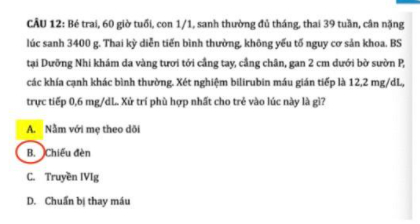 CÂU 12: Bé trai, 60 giờ tuổi, con 1/1, sanh thường đủ tháng, thai 39 tuần, cân nặng
lúc sanh 3400 g. Thai kỳ diễn tiến bình thường, không yếu tố nguy cơ sản khoa. BS
tại Dưỡng Nhi khám da vàng tươi tới cẳng tay, cẳng chân, gan 2 cm dưới bờ sườn P,
các khía cạnh khác bình thường. Xét nghiệm bilirubin máu gián tiếp là 12,2 mg/dL,
trực tiếp 0,6 mg/dL. Xử trí phù hợp nhất cho trẻ vào lúc này là gì?
A. Nằm với mẹ theo dõi
B. Chiếu đèn
C. Truyền IVIg
D. Chuẩn bị thay máu